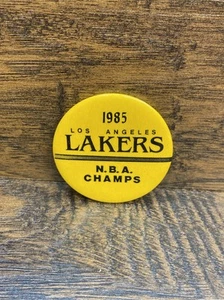 1985
LOS ANGELES
LAKERS
N.B.A.
CHAMPS